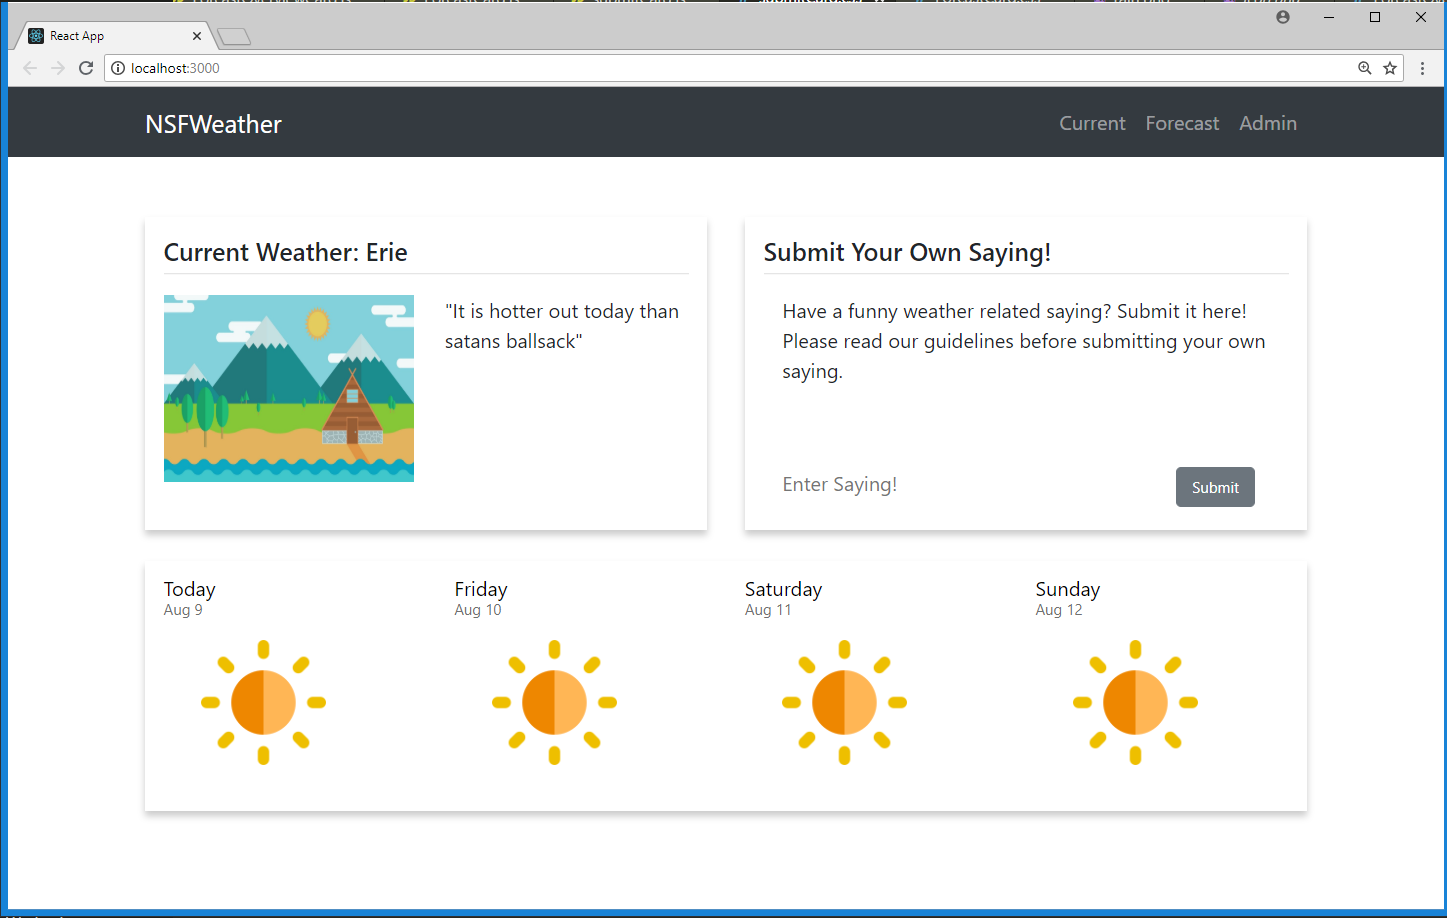 React App
localhost:3000
NSFWeather
Current Forecast Admin
Current Weather: Erie
"It is hotter out today than
satans ballsack"
Submit Your Own Saying!
Have a funny weather related saying? Submit it here!
Please read our guidelines before submitting your own
saying.
Enter Saying!
Submit
Today
Aug 9
Friday
Aug 10
Saturday
Aug 11
Sunday
Aug 12